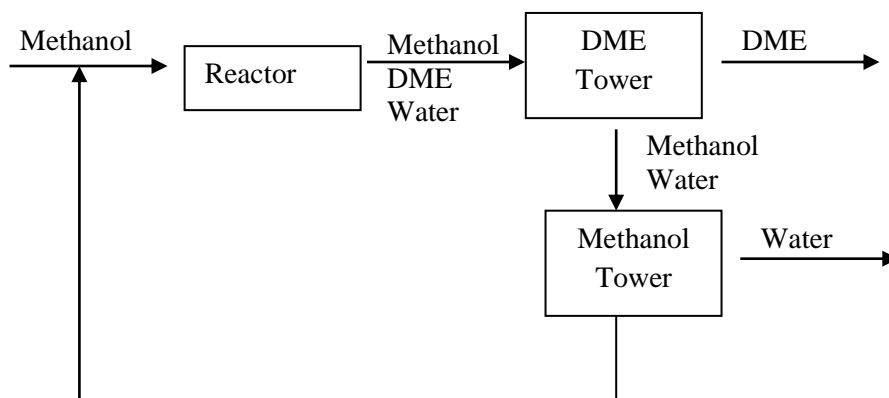 Methanol
Reactor
Methanol
DME
Water
DME
Tower
DME
Methanol
Water
Methanol
Tower
Water